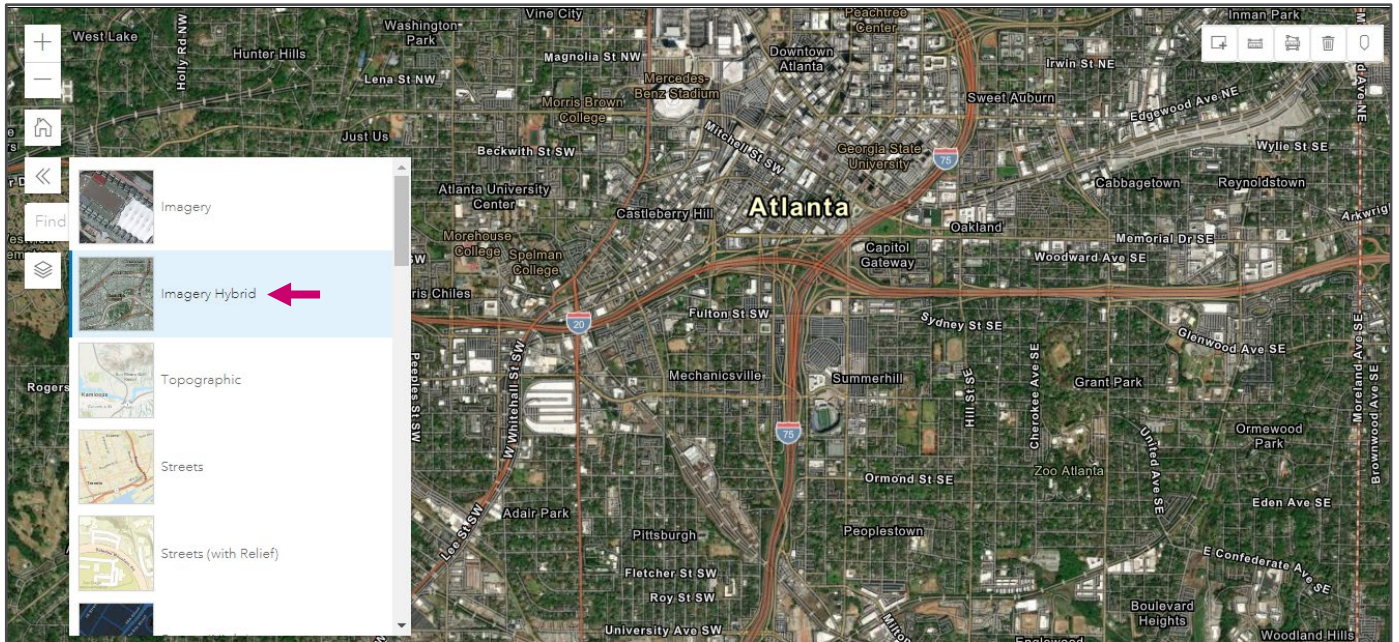 Vine City
Peachtree
Center
Inman Park
West Lake
Washington
Park
Holly Rd NW
Hunter Hills
Magnolia St NW
Downtown
Atlanta
Irwin St NE
Lena St NW
Mercedes-
Benz Stadium
Morris Brown
College
Sweet Auburn
Edgewood Ave NE
Just Us
Mitchell St SW
Georgia State
University
75
Wylie St SE
Beckwith St SW
Find
Imagery
Imagery Hybrid
Topographic
Streets
Streets (with Relief)
Atlanta University
Center
Castleberry Hill
Atlanta
Cabbagetown
Reynoldstown
Oakland
Memorial Dr SE
Morehouse
College
Spelman
College
Capitol
Gateway
Woodward Ave SE
20
Fulton St SW
Sydney St SE
Glenwood Ave SE
Peeples St SW
W Whitehall St SW
Mechanicsville
Summerhill
Hill St SE
Cherokee Ave SE
Grant Park
Moreland Ave SE
Brownwood Ave SE
75
Ormewood
Park
United Ave SE
Zoo Atlanta
Ormond St SE
Eden Ave SE
Lee St SW
Adair Park
Pittsburgh
Peoplestown
E Confederate Ave SE
Fletcher St SW
Roy St SW
Boulevard
Heights
University Ave SW
Englewood
Woodland Hills